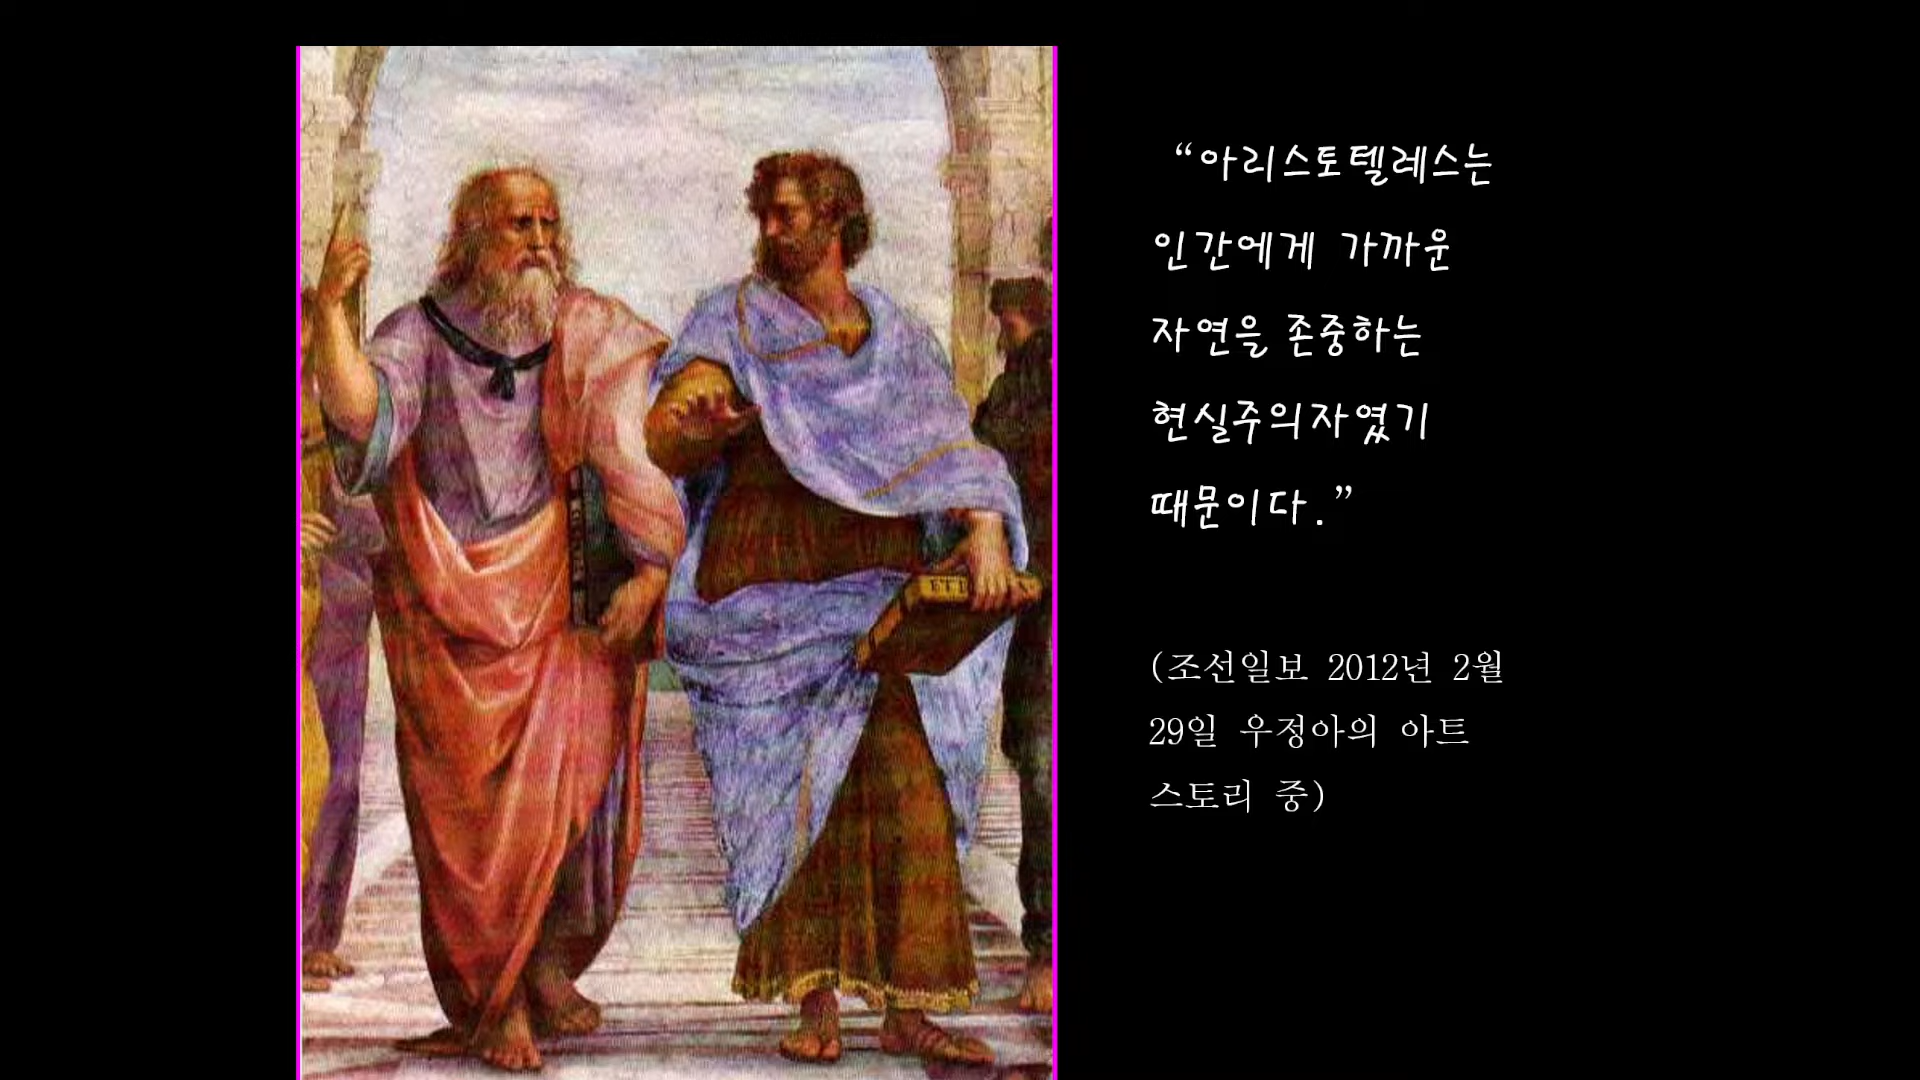 “아리스토텔레스는
인간에게 가까운
자연을 존중하는
현실주의자였기
때문이다.”
(조선일보 2012년 2월
29일 우정아의 아트
스토리 중)